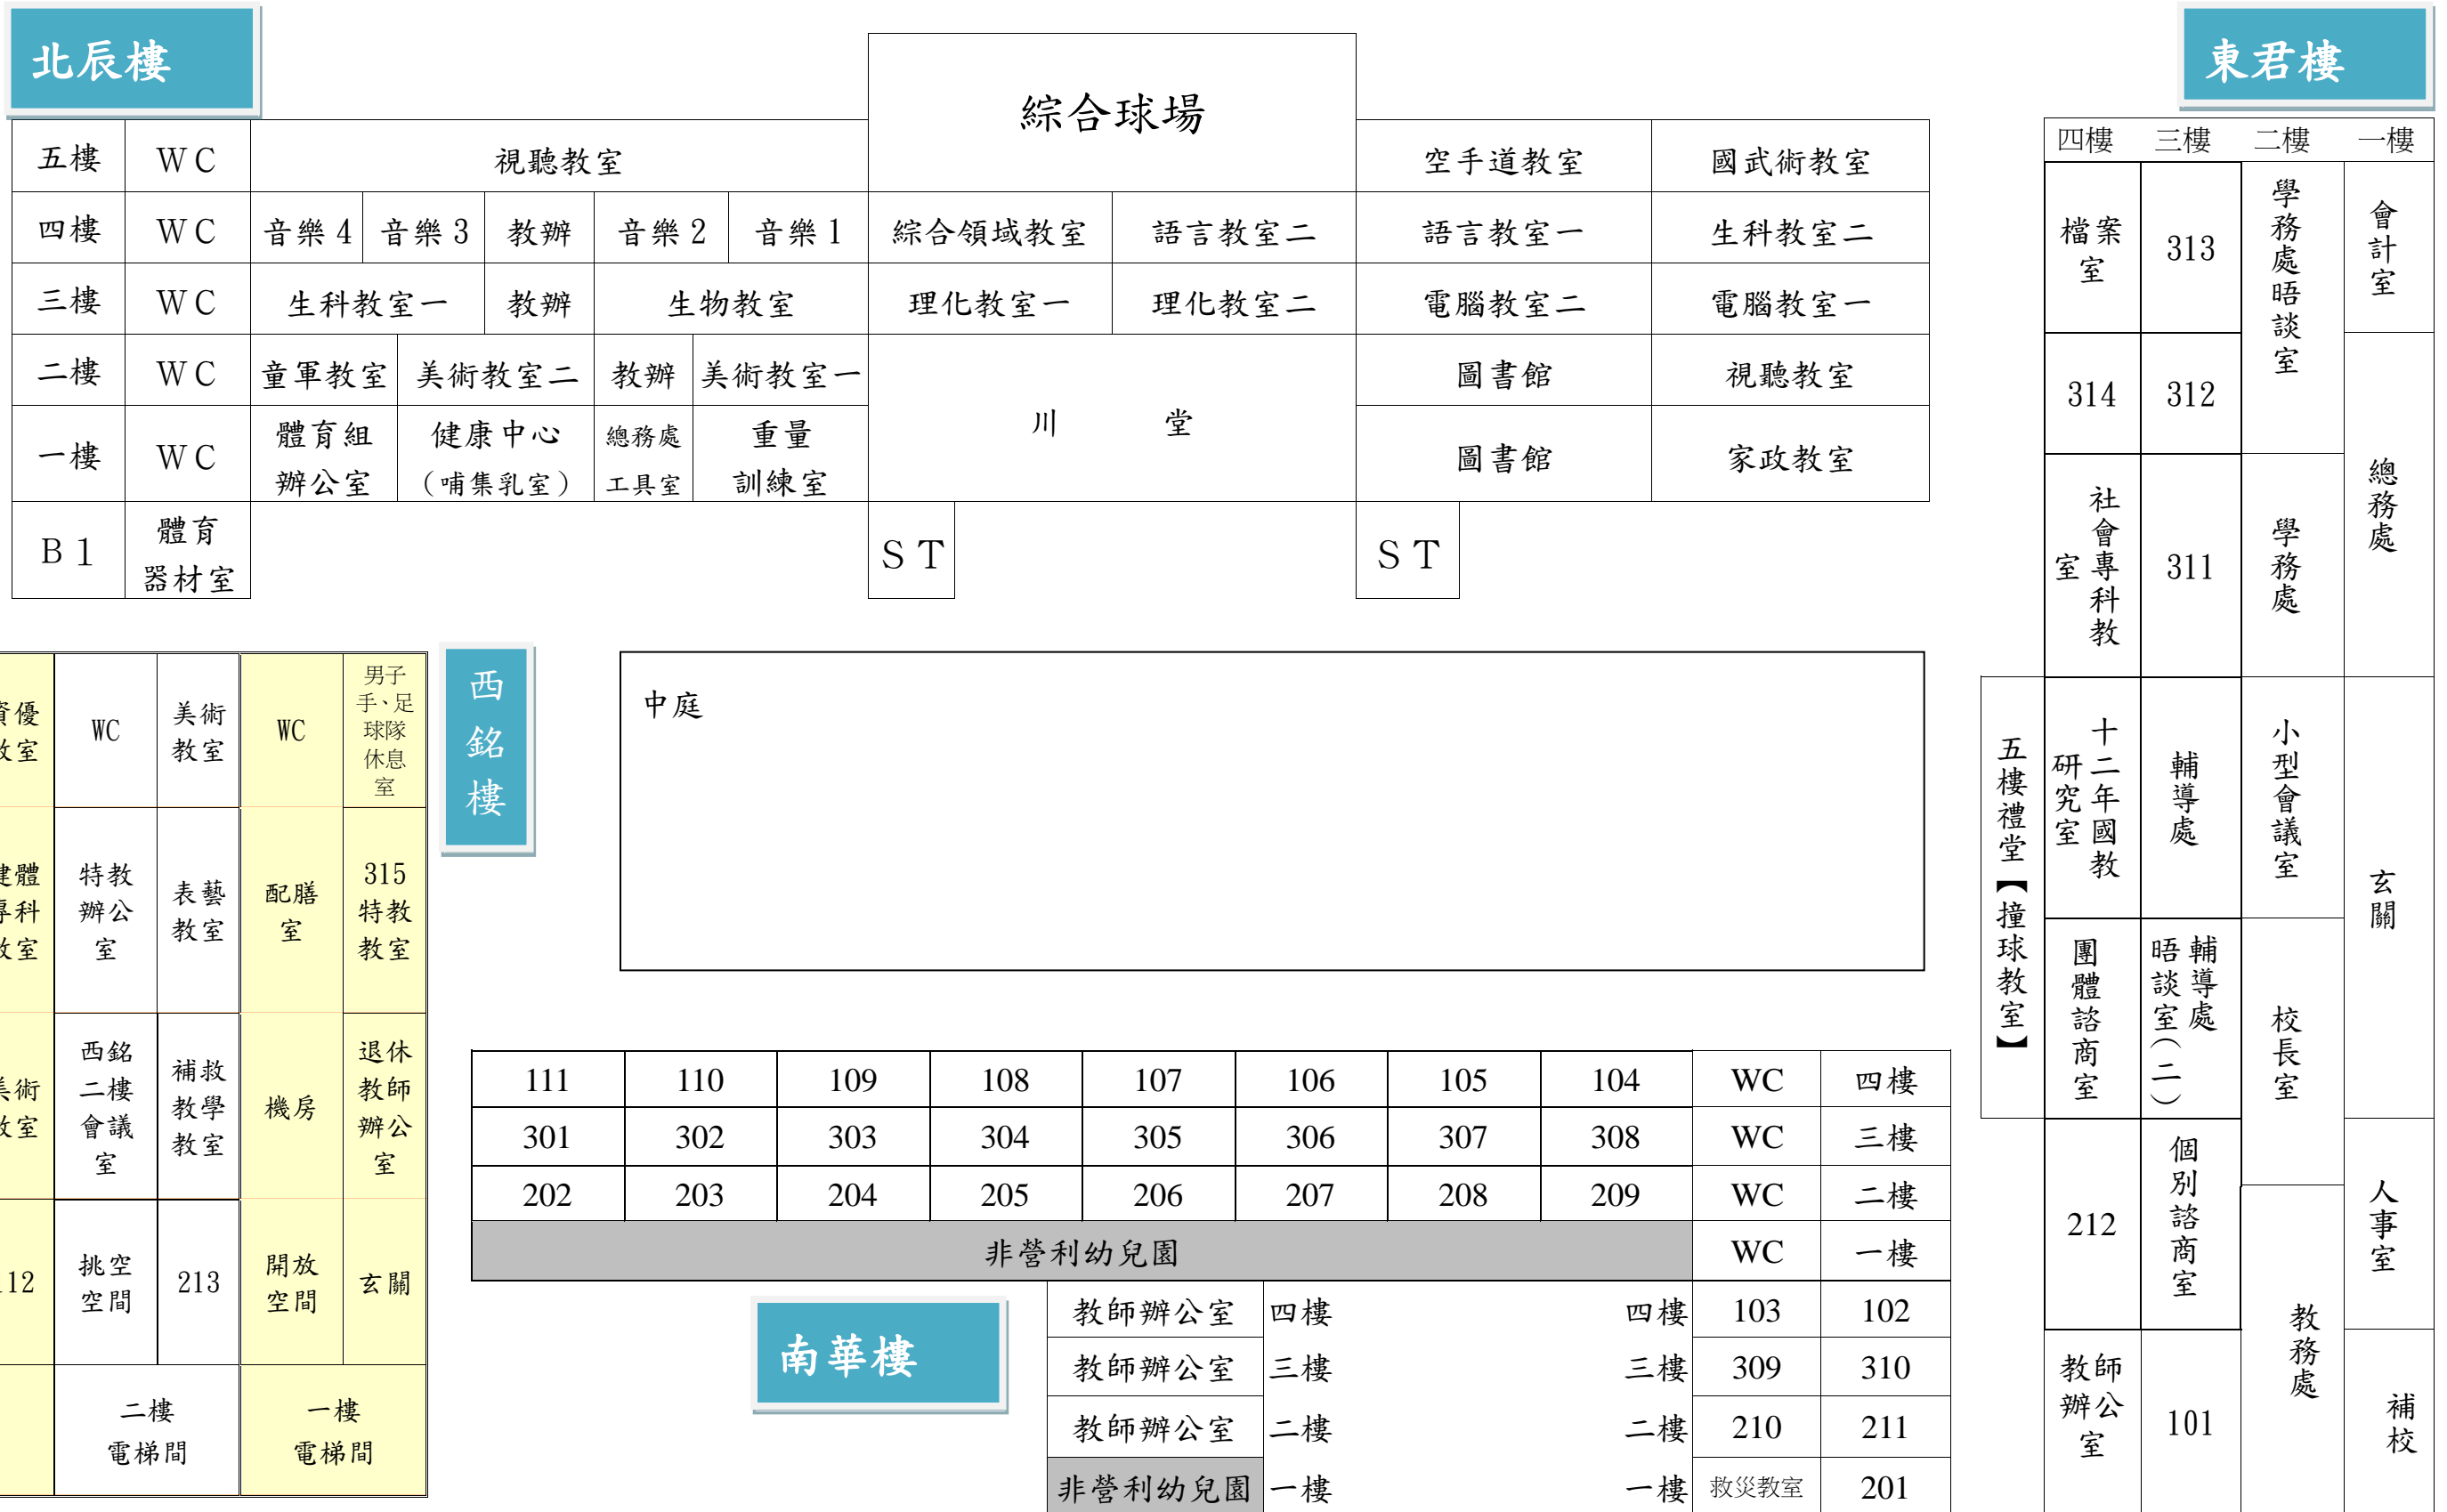 北辰樓
東君樓
綜合球場
五樓 WC 視聽教室 空手道教室 國武術教室
四樓 WC 音樂4 音樂3 教辦 音樂2 音樂1 綜合領域教室 語言教室二 語言教室一 生科教室二
三樓 WC 生科教室一 教辦 生物教室 理化教室一 理化教室二 電腦教室二 電腦教室一
二樓 WC 童軍教室 美術教室二 教辦 美術教室一 圖書館 視聽教室
川 堂
一樓 WC 體育組 健康中心 總務處 重量 圖書館 家政教室
辦公室 (哺集乳室) 工具室 訓練室
B1 體育
器材室
ST ST
四樓 三樓 二樓 一樓
檔案
室
313
學務處晤談室
會計室
314
312
總務處
社會專科教
室
311
學務處
五樓禮堂【撞球教室】
十二年國教
研究室
輔導處
小型會議室
玄關
團體諮商室
輔導處
晤談室(二)
校長室
212
個別諮商室
人事室
教務處
教師
辦公
室
101
補校
西銘樓
中庭
WC
美術
教室
WC
男子
手、足
球隊
休息
室
特教
辦公
室
表藝
教室
配膳
室
315
特教
教室
西銘
二樓
會議
室
補救
教學
教室
機房
退休
教師
辦公
室
挑空
空間
213
開放
空間
玄關
二樓
電梯間
一樓
電梯間
111 110 109 108 107 106 105 104 WC 四樓
301 302 303 304 305 306 307 308 WC 三樓
202 203 204 205 206 207 208 209 WC 二樓
非營利幼兒園 WC 一樓
南華樓
教師辦公室 四樓 四樓 103 102
教師辦公室 三樓 三樓 309 310
教師辦公室 二樓 二樓 210 211
非營利幼兒園 一樓 一樓 救災教室 201